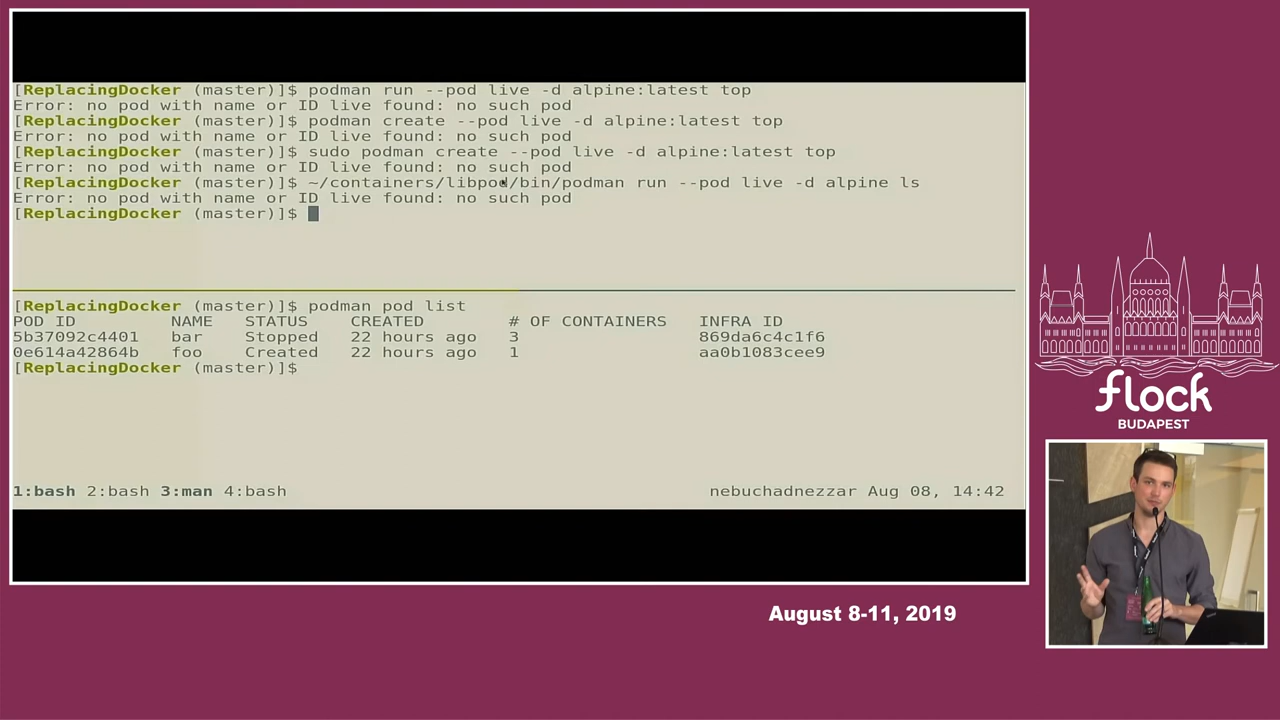 [ReplacingDocker (master)]$ podman run --pod live -d alpine:latest top
Error: no pod with name or ID live found: no such pod
[ReplacingDocker (master)]$ podman create --pod live -d alpine:latest top
Error: no pod with name or ID live found: no such pod
[ReplacingDocker (master)]$ sudo podman create --pod live -d alpine:latest top
Error: no pod with name or ID live found: no such pod
[ReplacingDocker (master)]$ ~/containers/libpod/bin/podman run --pod live -d alpine ls
Error: no pod with name or ID live found: no such pod
[ReplacingDocker (master)]$
[ReplacingDocker (master)]$ podman pod list
POD ID NAME STATUS CREATED # OF CONTAINERS INFRA ID
5b37092c4401 bar Stopped 22 hours ago 3 869da6c4c1f6
0e614a42864b foo Created 22 hours ago 1 aa0b1083cee9
[ReplacingDocker (master)]$
1:bash 2:bash 3:man 4:bash nebuchadnezzar Aug 08, 14:42
flock
BUDAPEST
August 8-11, 2019